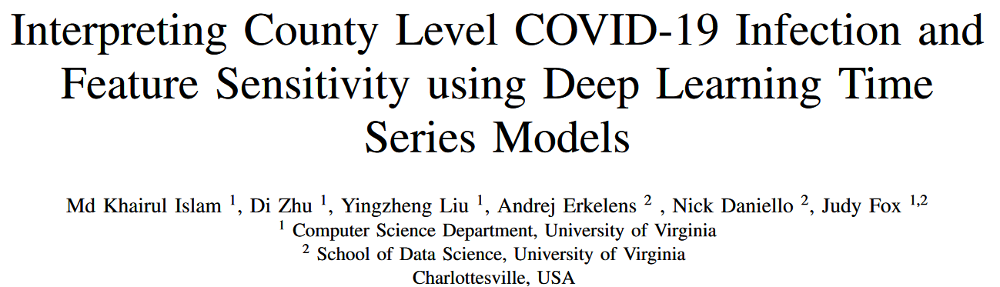 Interpreting County Level COVID-19 Infection and
Feature Sensitivity using Deep Learning Time
Series Models
Md Khairul Islam ¹, Di Zhu ¹, Yingzheng Liu ¹, Andrej Erkelens ² , Nick Daniello ², Judy Fox ¹,²
¹ Computer Science Department, University of Virginia
² School of Data Science, University of Virginia
Charlottesville, USA